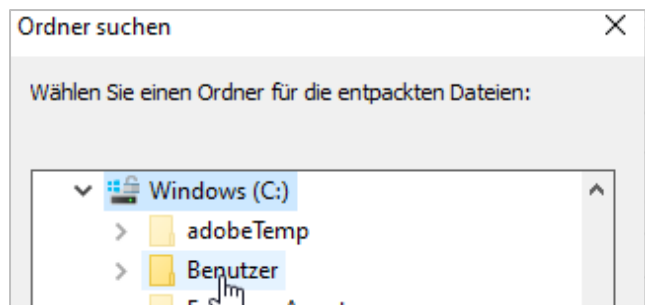 Ordner suchen
Wählen Sie einen Ordner für die entpackten Dateien:
Windows (C:)
adobeTemp
Benutzer